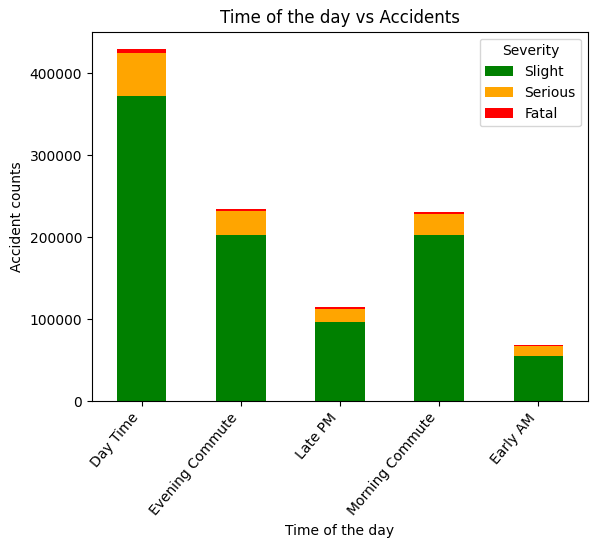 Time of the day vs Accidents
Severity
Slight
Serious
Fatal
Accident counts
400000
300000
200000
100000
0
Day Time
Evening Commute
Late PM
Morning Commute
Early AM
Time of the day